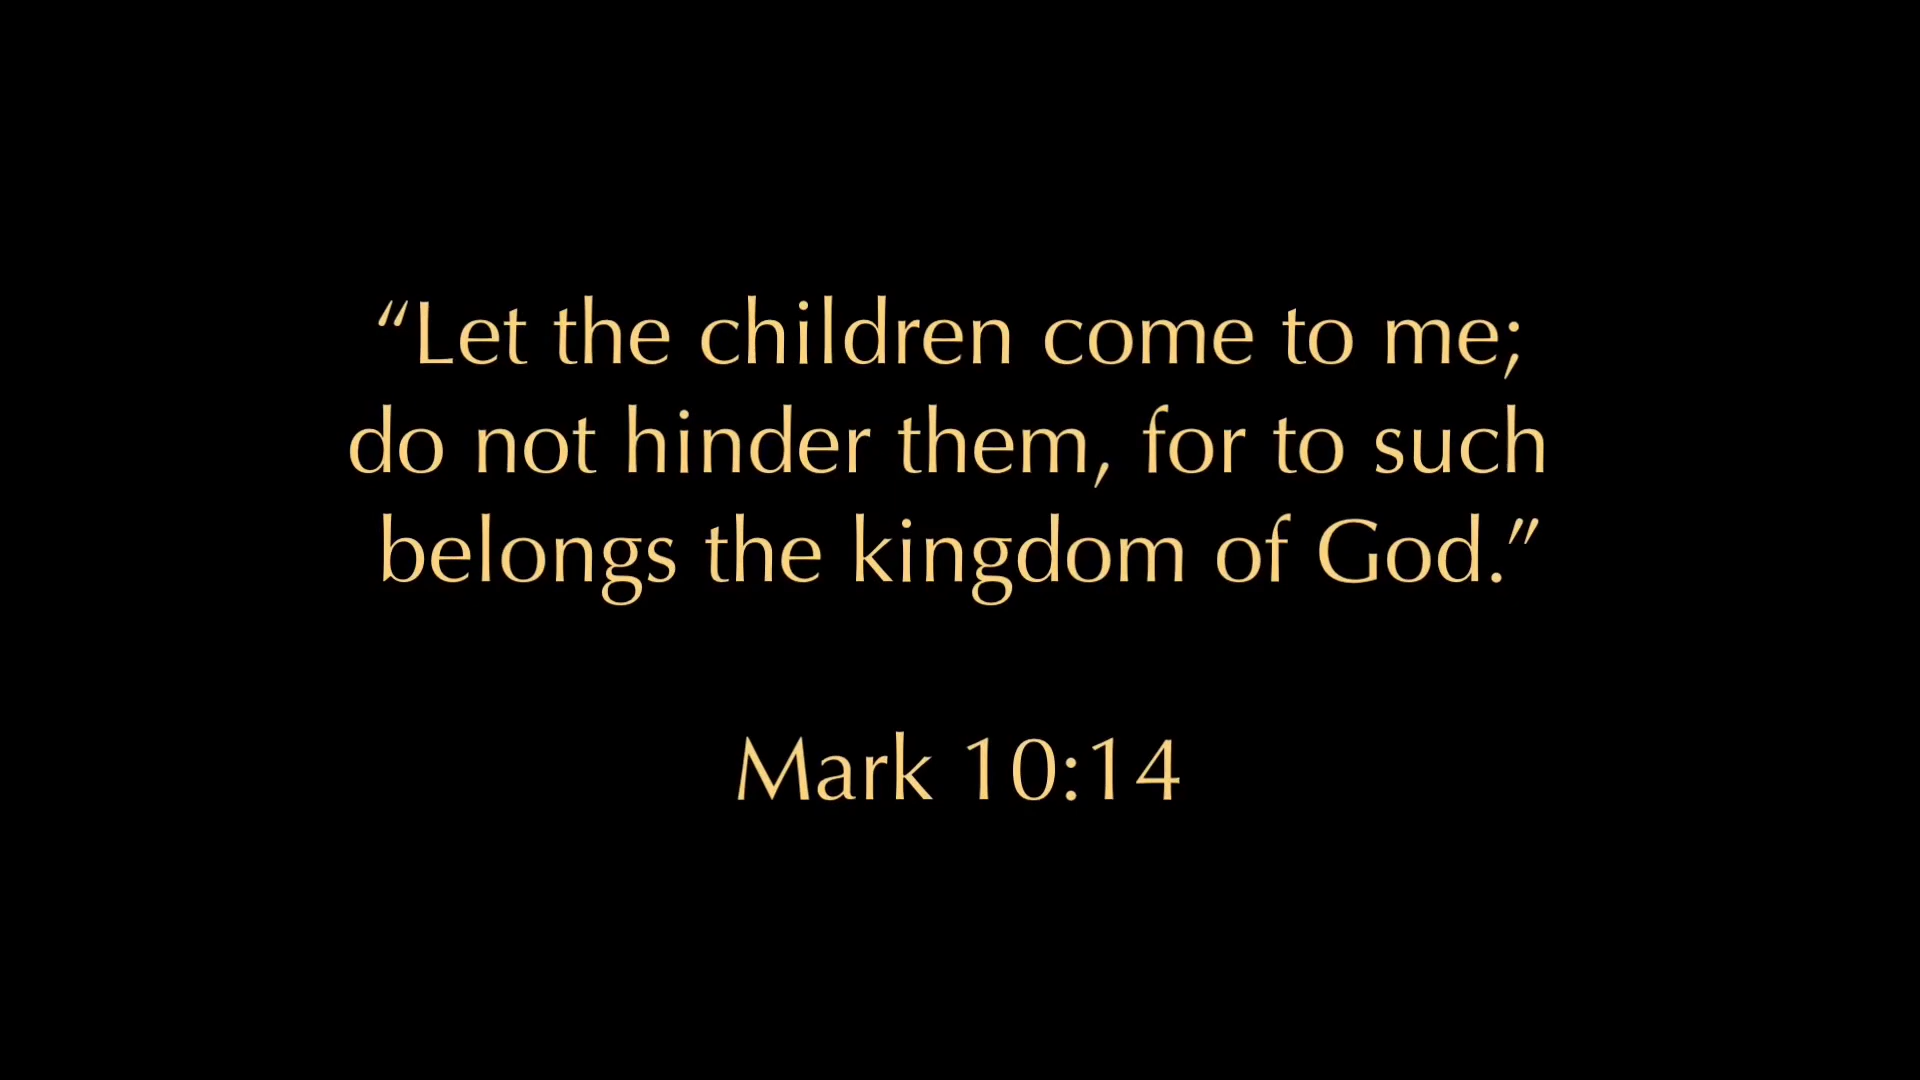 “Let the children come to me;
do not hinder them, for to such
belongs the kingdom of God.”
Mark 10:14